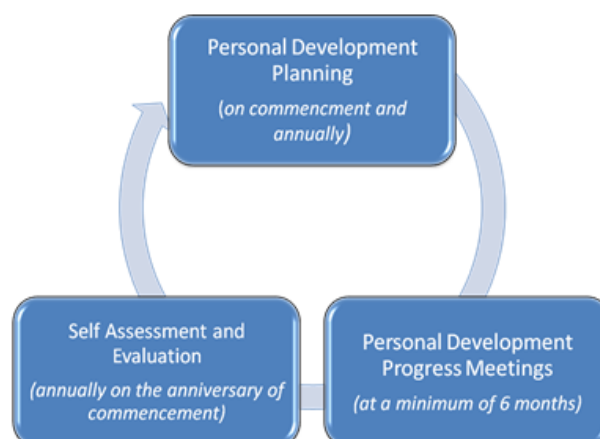 Personal Development
Planning
(on commencment and
annually)
Self Assessment and
Evaluation
(annually on the anniversary of
commencement)
Personal Development
Progress Meetings
(at a minimum of 6 months)